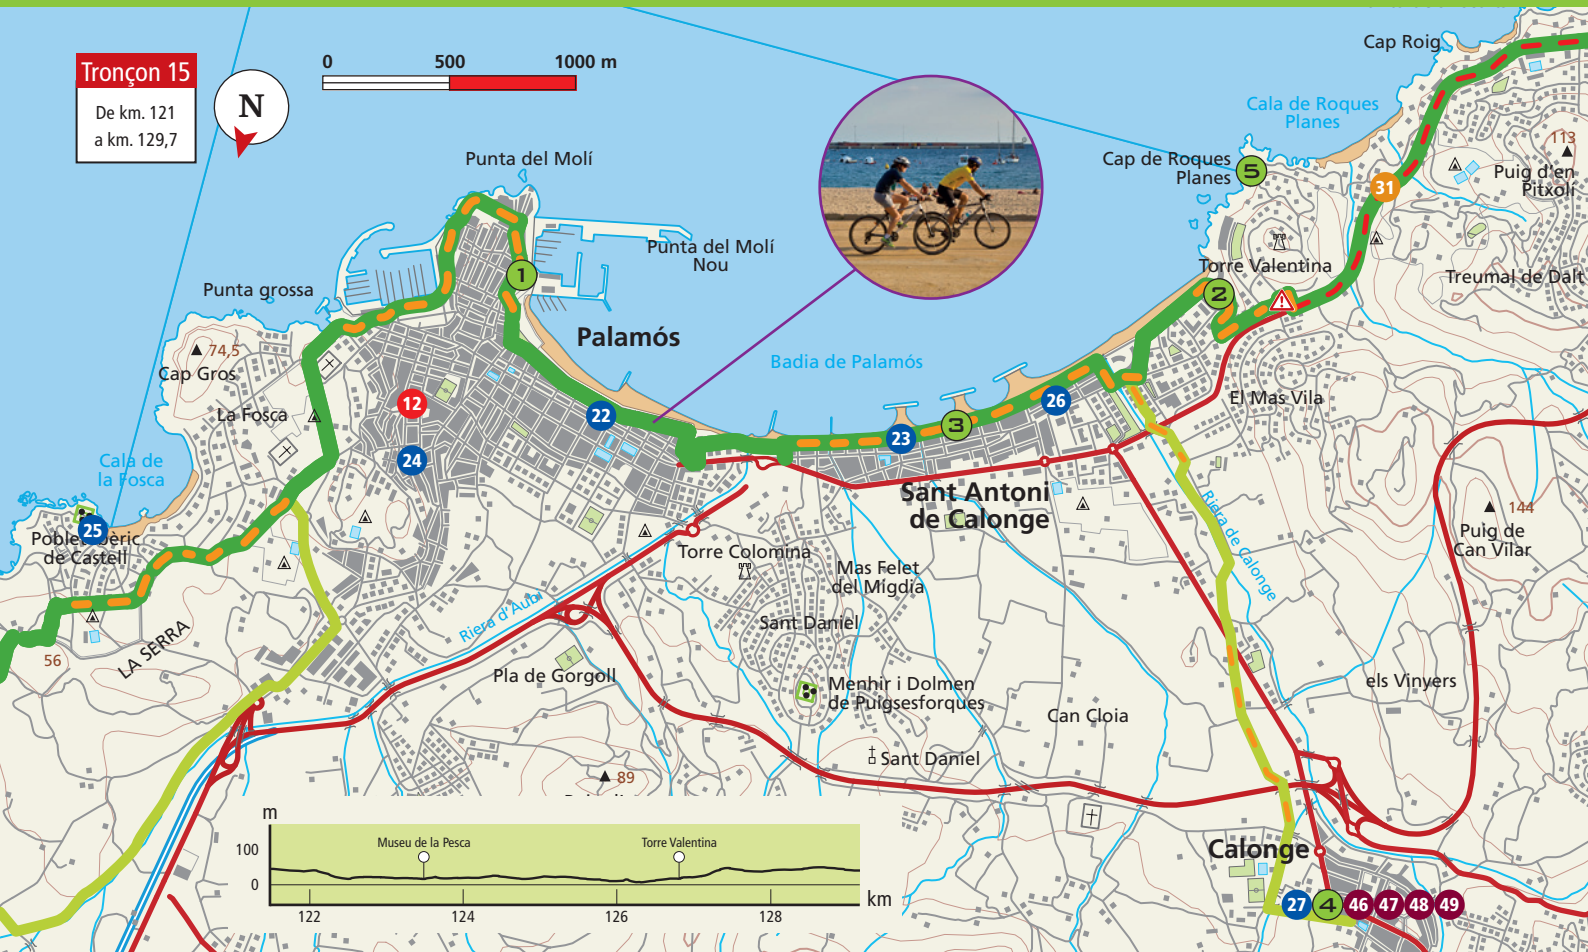 Tronçon 15
De km. 121
a km. 129,7
N
0 500 1000 m
Cap Roig
Cala de Roques
Planes
113
Puig d'en
Pitxolí
Cap de Roques
Planes
5
31
Punta del Molí
Punta del Molí
Nou
1
Torre Valentina
Treumal de Dalt
2
Punta grossa
Palamós
Badia de Palamós
74,5
Cap Gros
La Fosca
12
22
26
3
23
El Mas Vila
24
Cala de
la Fosca
25
Poble Ibèric
de Castell
Sant Antoni
de Calonge
Riera de Calonge
144
Puig de
Can Vilar
Torre Colomina
Mas Felet
del Migdia
Riera d'Aubi
Sant Daniel
56
LA SERRA
Pla de Gorgoll
Menhir i Dolmen
de Puigsesforques
els Vinyers
Can Cloia
Sant Daniel
89
Calonge
27 4 46 47 48 49
m
100
0
Museu de la Pesca
Torre Valentina
122 124 126 128
km